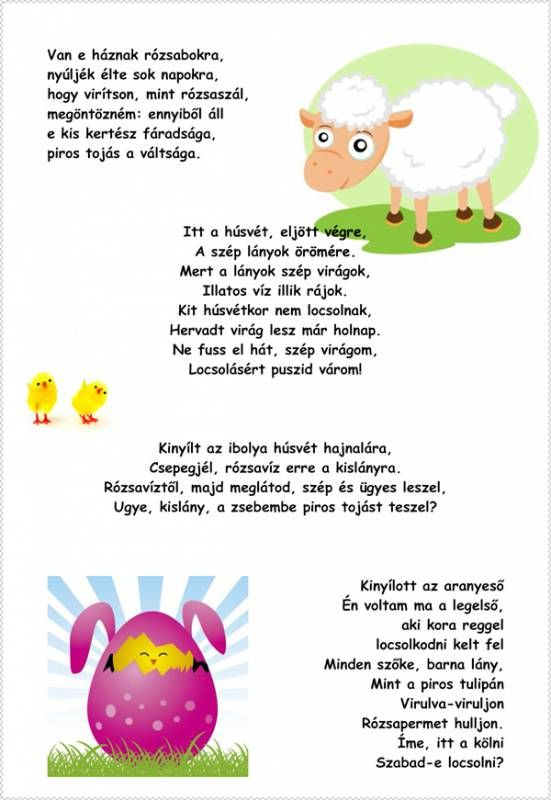 Van e háznak rózsabokra,
nyúljék élte sok napokra,
hogy virítson, mint rózsaszál,
megöntözném: ennyiből áll
e kis kertész fáradsága,
piros tojás a váltsága.
Itt a húsvét, eljött végre,
A szép lányok örömére.
Mert a lányok szép virágok,
Illatos víz illik rájok.
Kit húsvétkor nem locsolnak,
Hervadt virág lesz már holnap.
Ne fuss el hát, szép virágom,
Locsolásért puszid várom!
Kinyílt az ibolya húsvét hajnalára,
Csepegjél, rózsavíz erre a kislányra.
Rózsavíztől, majd meglátod, szép és ügyes leszel,
Ugye, kislány, a zsebembe piros tojást teszel?
Kinyílott az aranyeső
Én voltam ma a legelső,
aki kora reggel
locsolkodni kelt fel
Minden szőke, barna lány,
Mint a piros tulipán
Virulva-viruljon
Rózsapermet hulljon.
Íme, itt a kölni
Szabad-e locsolni?